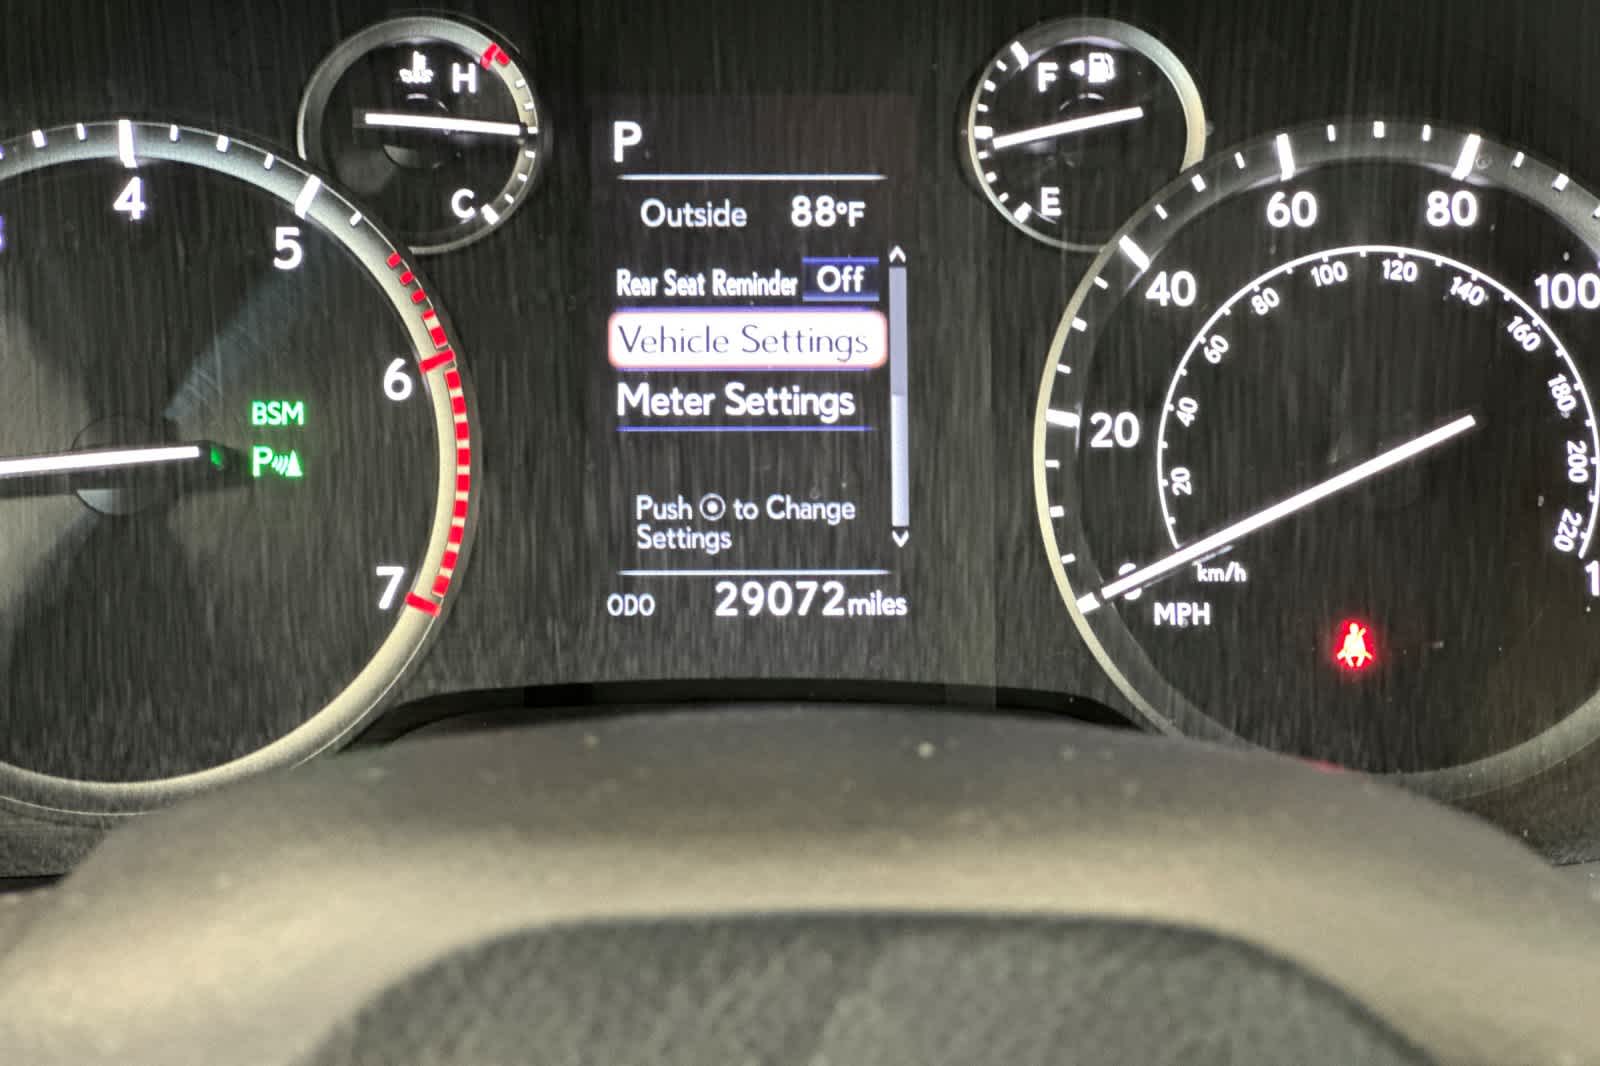 H
C
P
Outside 88°F
Rear Seat Reminder Off
Vehicle Settings
Meter Settings
Push to Change
Settings
ODO 29072 miles
F
E
4
5
6
7
BSM
P
20
40
60
80
100
20
40
60
80
100
120
140
160
180
200
220
km/h
MPH